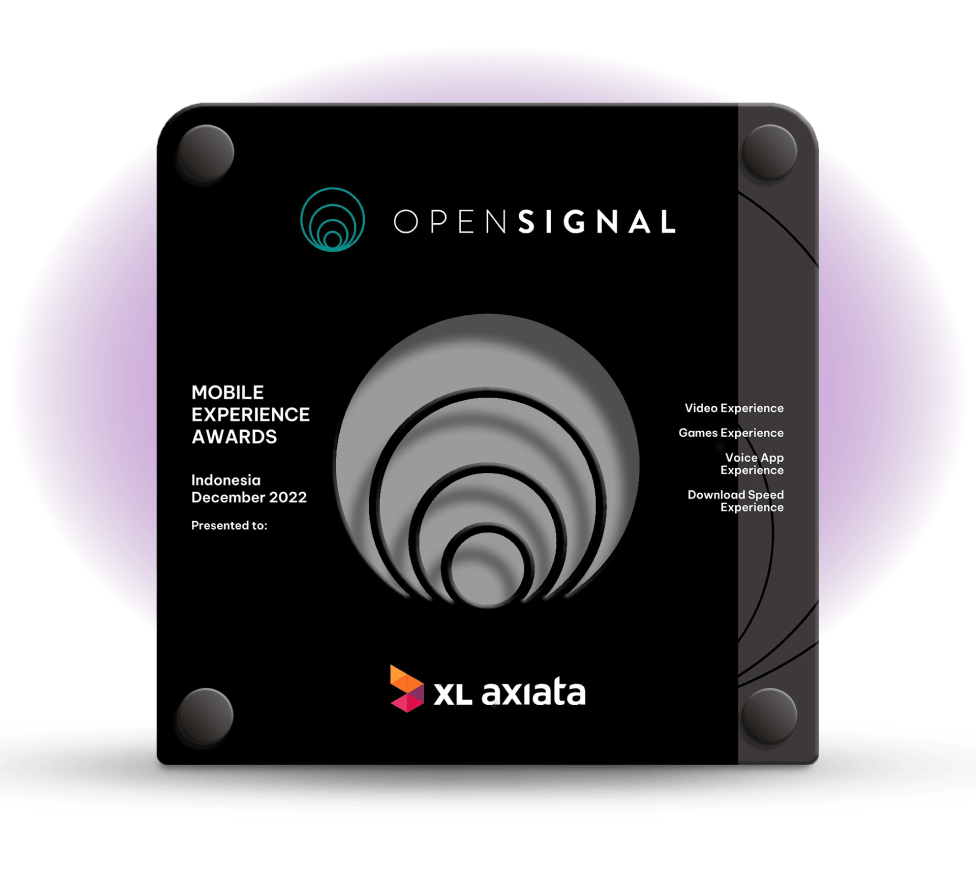 OPENSIGNAL
MOBILE
EXPERIENCE
AWARDS
Indonesia
December 2022
Presented to:
Video Experience
Games Experience
Voice App
Experience
Download Speed
Experience
XL axiata